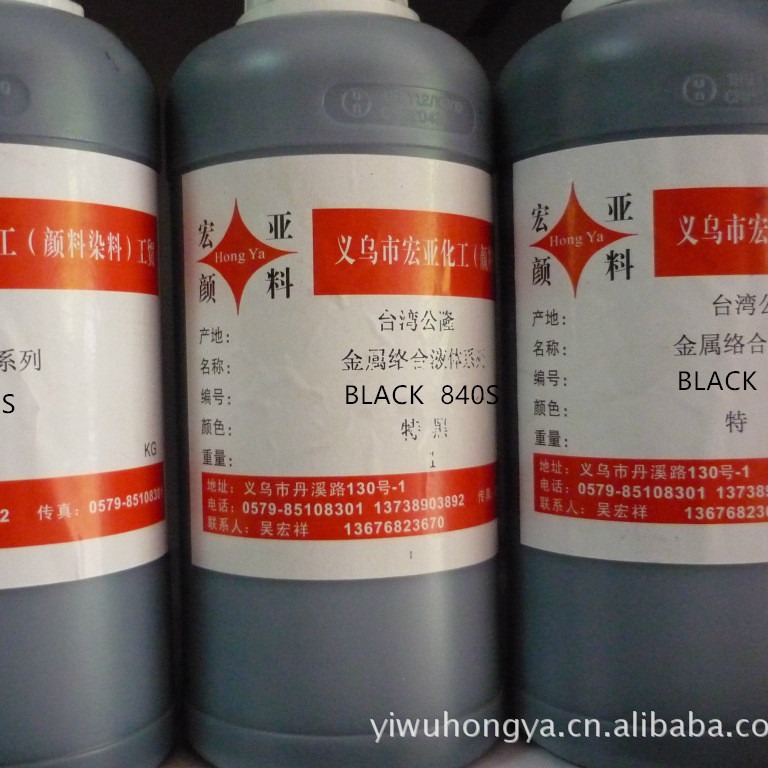 工（颜料染料）工贸
系列
S
KG
2 传真：0579-8510830
宏 亚
Hong Ya
颜 料
义乌市宏亚化工（颜
产地： 台湾公隆
名称： 金属络合液体系列
编号： BLACK 840S
颜色： 特 黑
重量： 1
地址：义乌市丹溪路130号-1
电话：0579-85108301 13738903892 传
联系人：吴宏祥 13676823670
宏 亚
Hong Ya
颜 料
义乌市宏
产地： 台湾公
名称： 金属络合
编号： BLACK
颜色： 特
重量：
地址：义乌市丹溪路130号-1
电话：0579-85108301 13738
联系人：吴宏祥 136768236
yiwuhongya.cn.alibaba.com